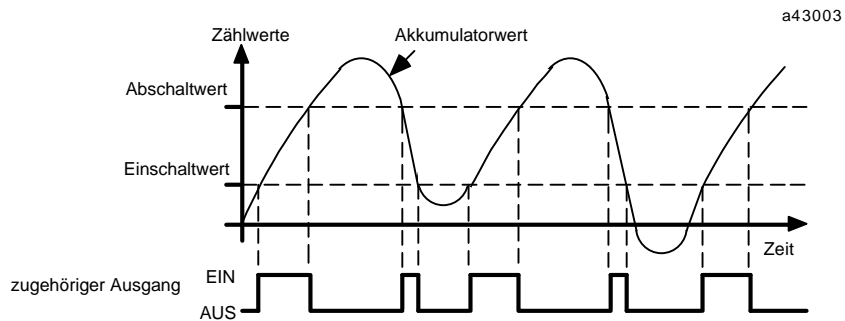 a43003
Zählwerte
Akkumulatorwert
Abschaltwert
Einschaltwert
Zeit
zugehöriger Ausgang
EIN
AUS